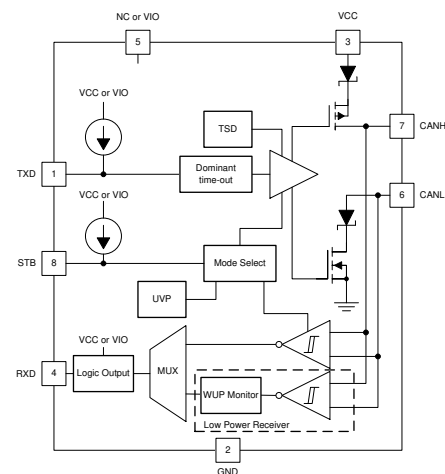 NC or VIO
VCC
5
3
VCC or VIO
TSD
7
CANH
TXD
1
Dominant
time-out
VCC or VIO
6
CANL
STB
8
Mode Select
UVP
VCC or VIO
RXD
4
Logic Output
MUX
WUP Monitor
Low Power Receiver
2
GND